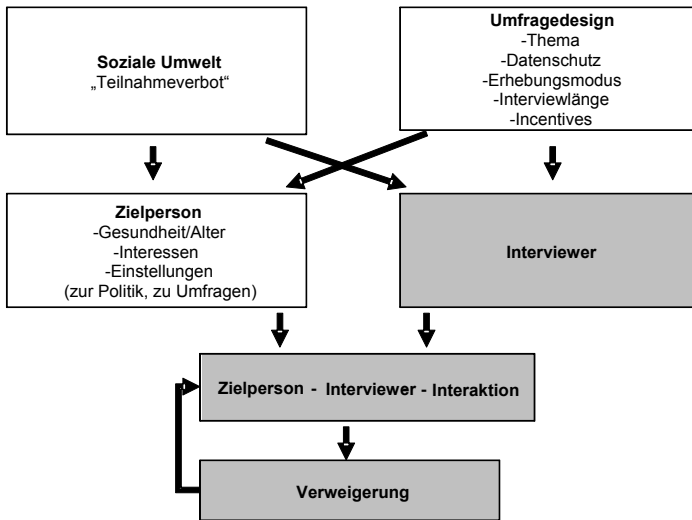 Soziale Umwelt
„Teilnahmeverbot“
Umfragedesign
-Thema
-Datenschutz
-Erhebungsmodus
-Interviewlänge
-Incentives
Zielperson
-Gesundheit/Alter
-Interessen
-Einstellungen
(zur Politik, zu Umfragen)
Interviewer
Zielperson - Interviewer - Interaktion
Verweigerung